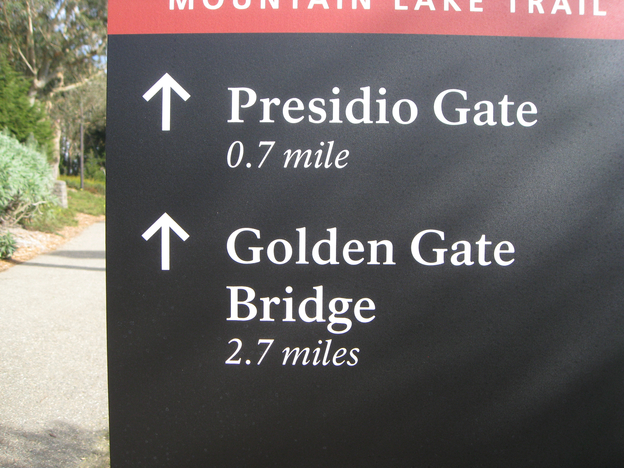 MOUNTAIN LAKE TRAIL
Presidio Gate
0.7 mile
Golden Gate
Bridge
2.7 miles